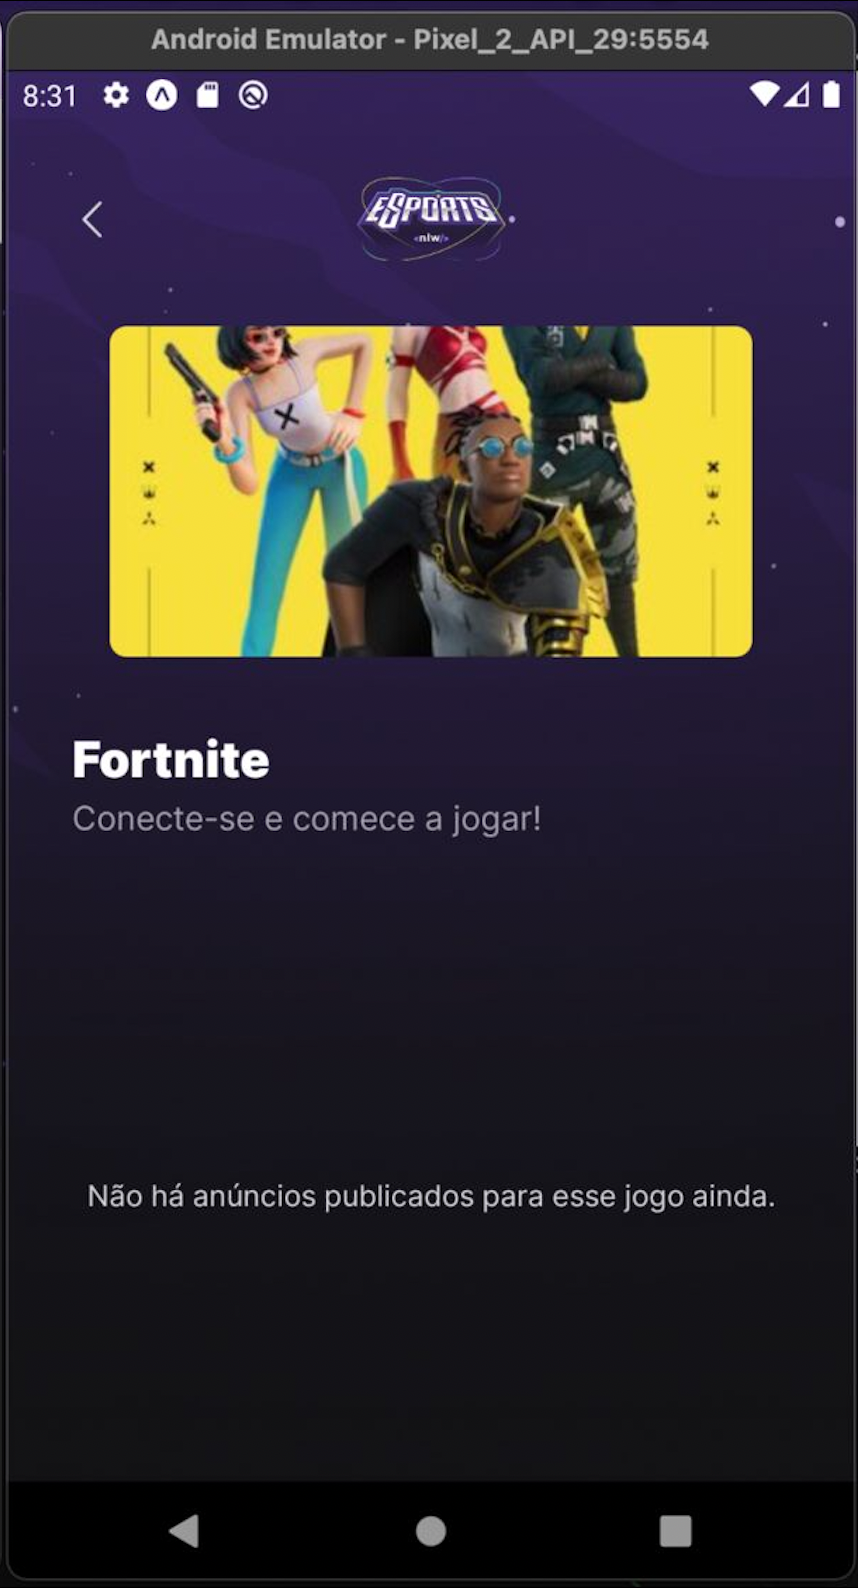 Android Emulator - Pixel_2_API_29:5554
8:31
eSPORTS
<nlw/>
Fortnite
Conecte-se e comece a jogar!
Não há anúncios publicados para esse jogo ainda.